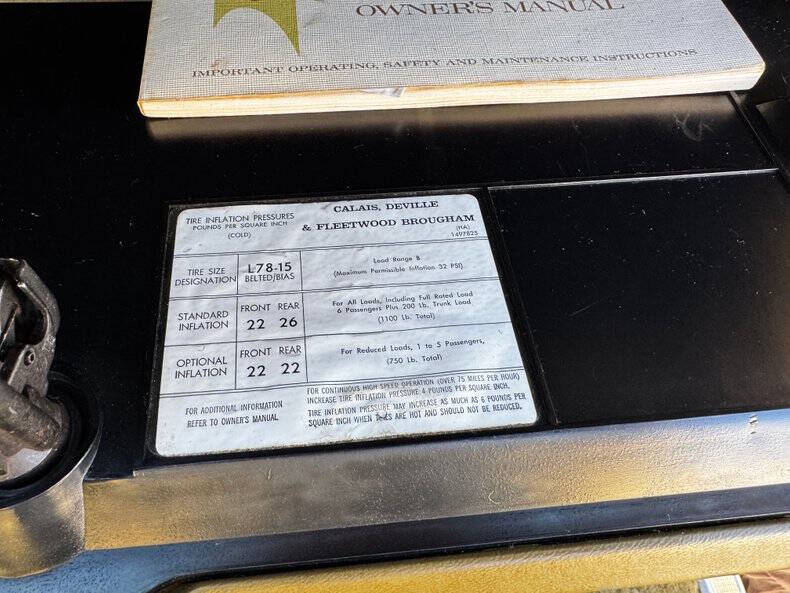 OWNER'S MANUAL
IMPORTANT OPERATING, SAFETY AND MAINTENANCE INSTRUCTIONS
TIRE INFLATION PRESSURES
POUNDS PER SQUARE INCH
(COLD)
CALAIS, DEVILLE
& FLEETWOOD BROUGHAM
(HA)
1497825
TIRE SIZE
DESIGNATION
L78-15
BELTED/BIAS
Load Range B
(Maximum Permissible Inflation 32 PSI)
STANDARD
INFLATION
FRONT REAR
22 26
For All Loads, Including Full Rated Load
6 Passengers Plus 200 Lb. Trunk Load
(1100 Lb. Total)
OPTIONAL
INFLATION
FRONT REAR
22 22
For Reduced Loads, 1 to 5 Passengers,
(750 Lb. Total)
FOR ADDITIONAL INFORMATION
REFER TO OWNER'S MANUAL
FOR CONTINUOUS HIGH SPEED OPERATION (OVER 75 MILES PER HOUR)
INCREASE TIRE INFLATION PRESSURE 4 POUNDS PER SQUARE INCH.
TIRE INFLATION PRESSURE MAY INCREASE AS MUCH AS 6 POUNDS PER
SQUARE INCH WHEN TIRES ARE HOT AND SHOULD NOT BE REDUCED.